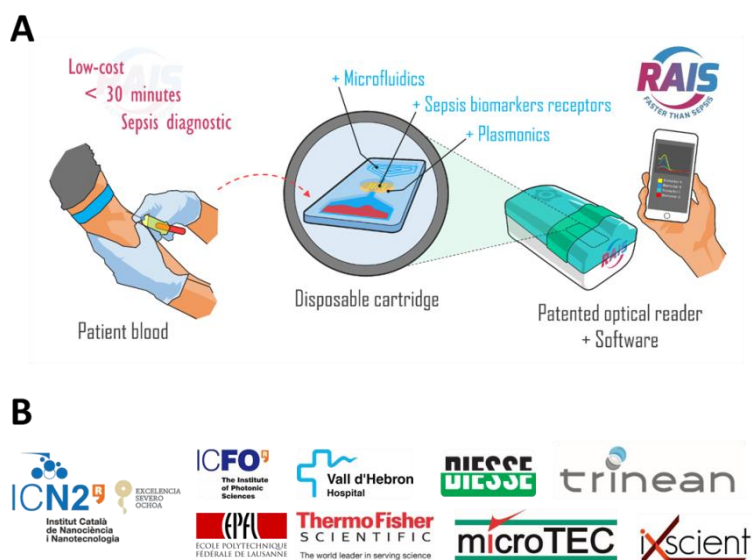 A
Low-cost
< 30 minutes
Sepsis diagnostic
+ Microfluidics
+ Sepsis biomarkers receptors
+ Plasmonics
RAIS
FASTER THAN SEPSIS
RAIS
Patient blood
Disposable cartridge
Patented optical reader
+ Software
B
ICN2
Institut Català
de Nanociència
i Nanotecnologia
EXCELENCIA
SEVERO
OCHOA
ICFO
The Institute
of Photonic
Sciences
Vall d'Hebron
Hospital
DIESSE
trinean
EPFL
ECOLE POLYTECHNIQUE
FÉDÉRALE DE LAUSANNE
ThermoFisher
SCIENTIFIC
The world leader in serving science
microTEC
iXscient